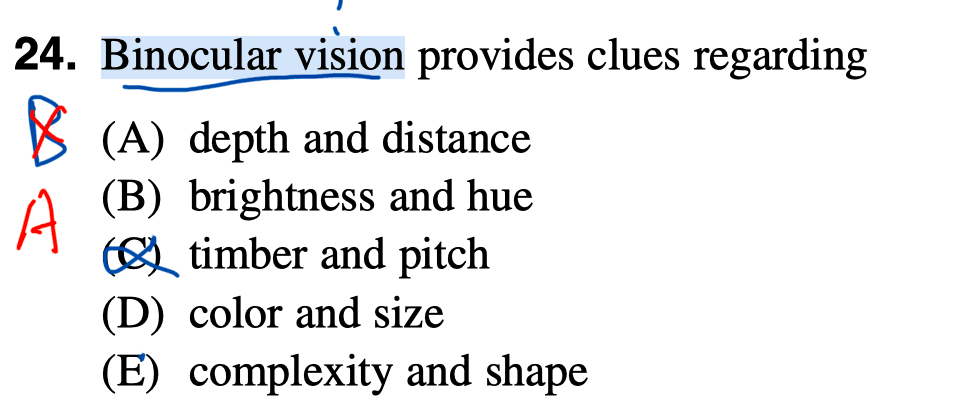 24. Binocular vision provides clues regarding
B
(A) depth and distance
A
(B) brightness and hue
(C) timber and pitch
(D) color and size
(E) complexity and shape